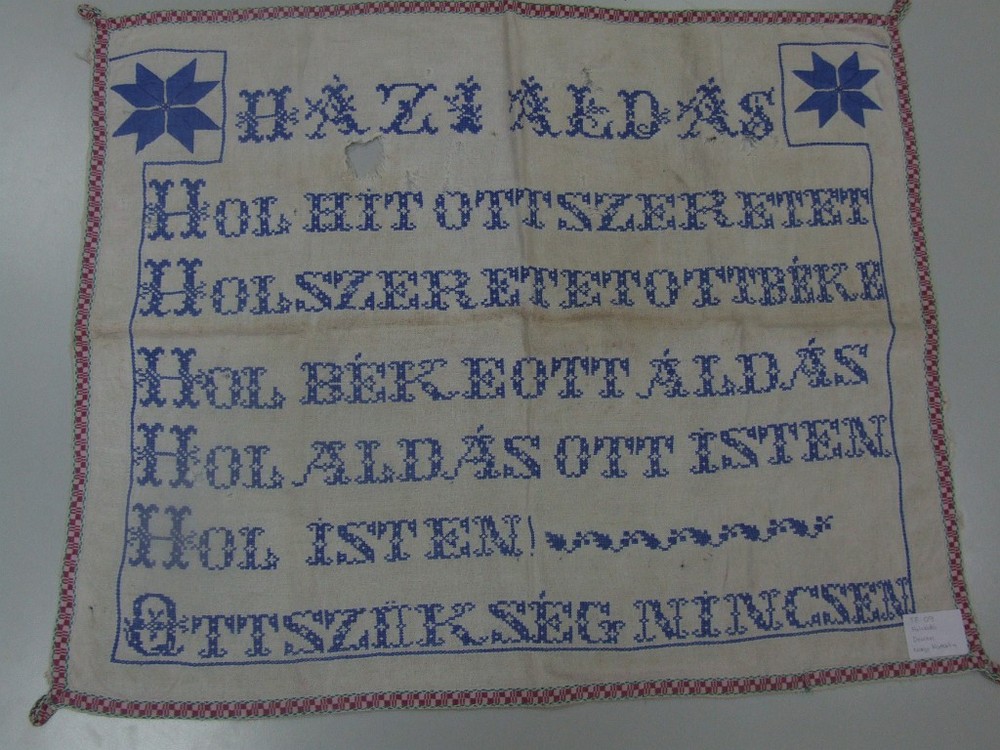 HÁZI ÁLDÁS
HOL HIT OTT SZERETET
HOL SZERETET OTT BÉKE
HOL BÉKE OTT ÁLDÁS
HOL ÁLDÁS OTT ISTEN
HOL ISTEN
OTT SZÜKSÉG NINCSEN